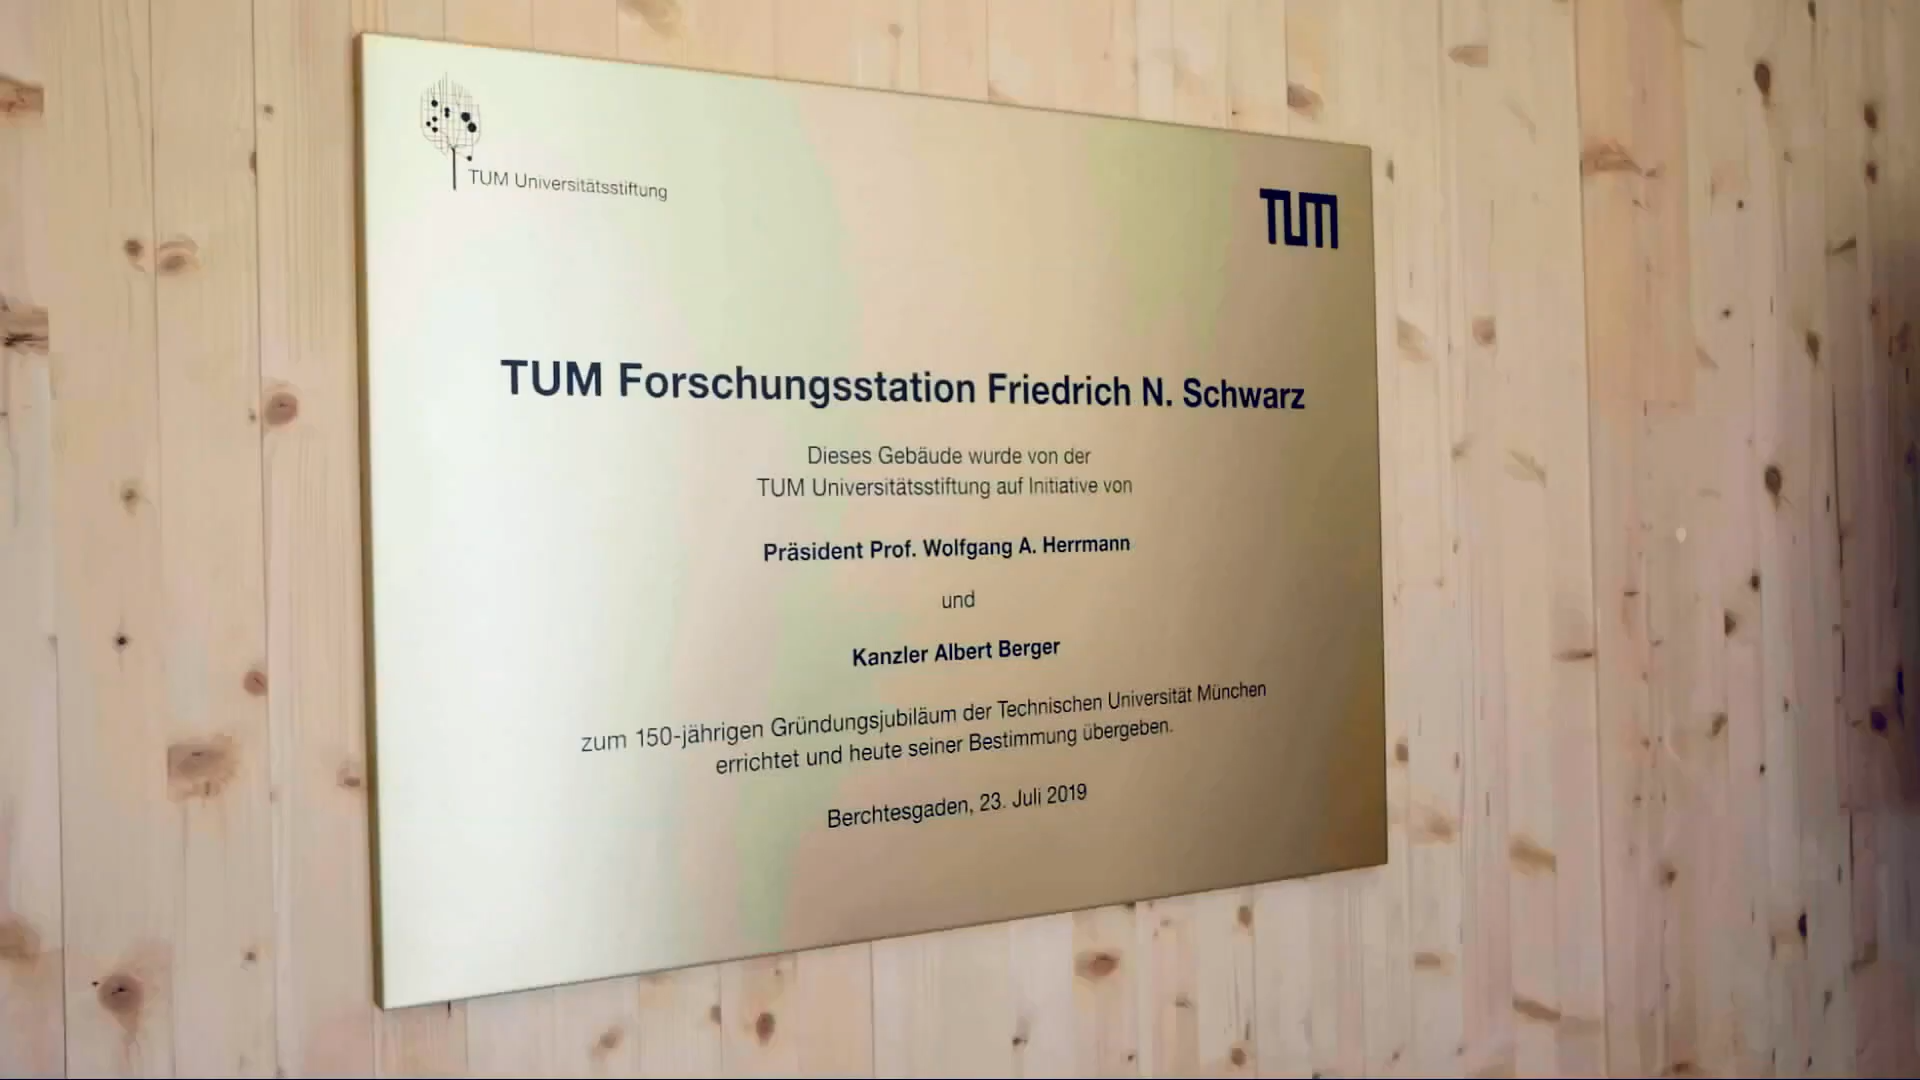 TUM Universitätsstiftung
TUM
TUM Forschungsstation Friedrich N. Schwarz
Dieses Gebäude wurde von der
TUM Universitätsstiftung auf Initiative von
Präsident Prof. Wolfgang A. Herrmann
und
Kanzler Albert Berger
zum 150-jährigen Gründungsjubiläum der Technischen Universität München
errichtet und heute seiner Bestimmung übergeben.
Berchtesgaden, 23. Juli 2019